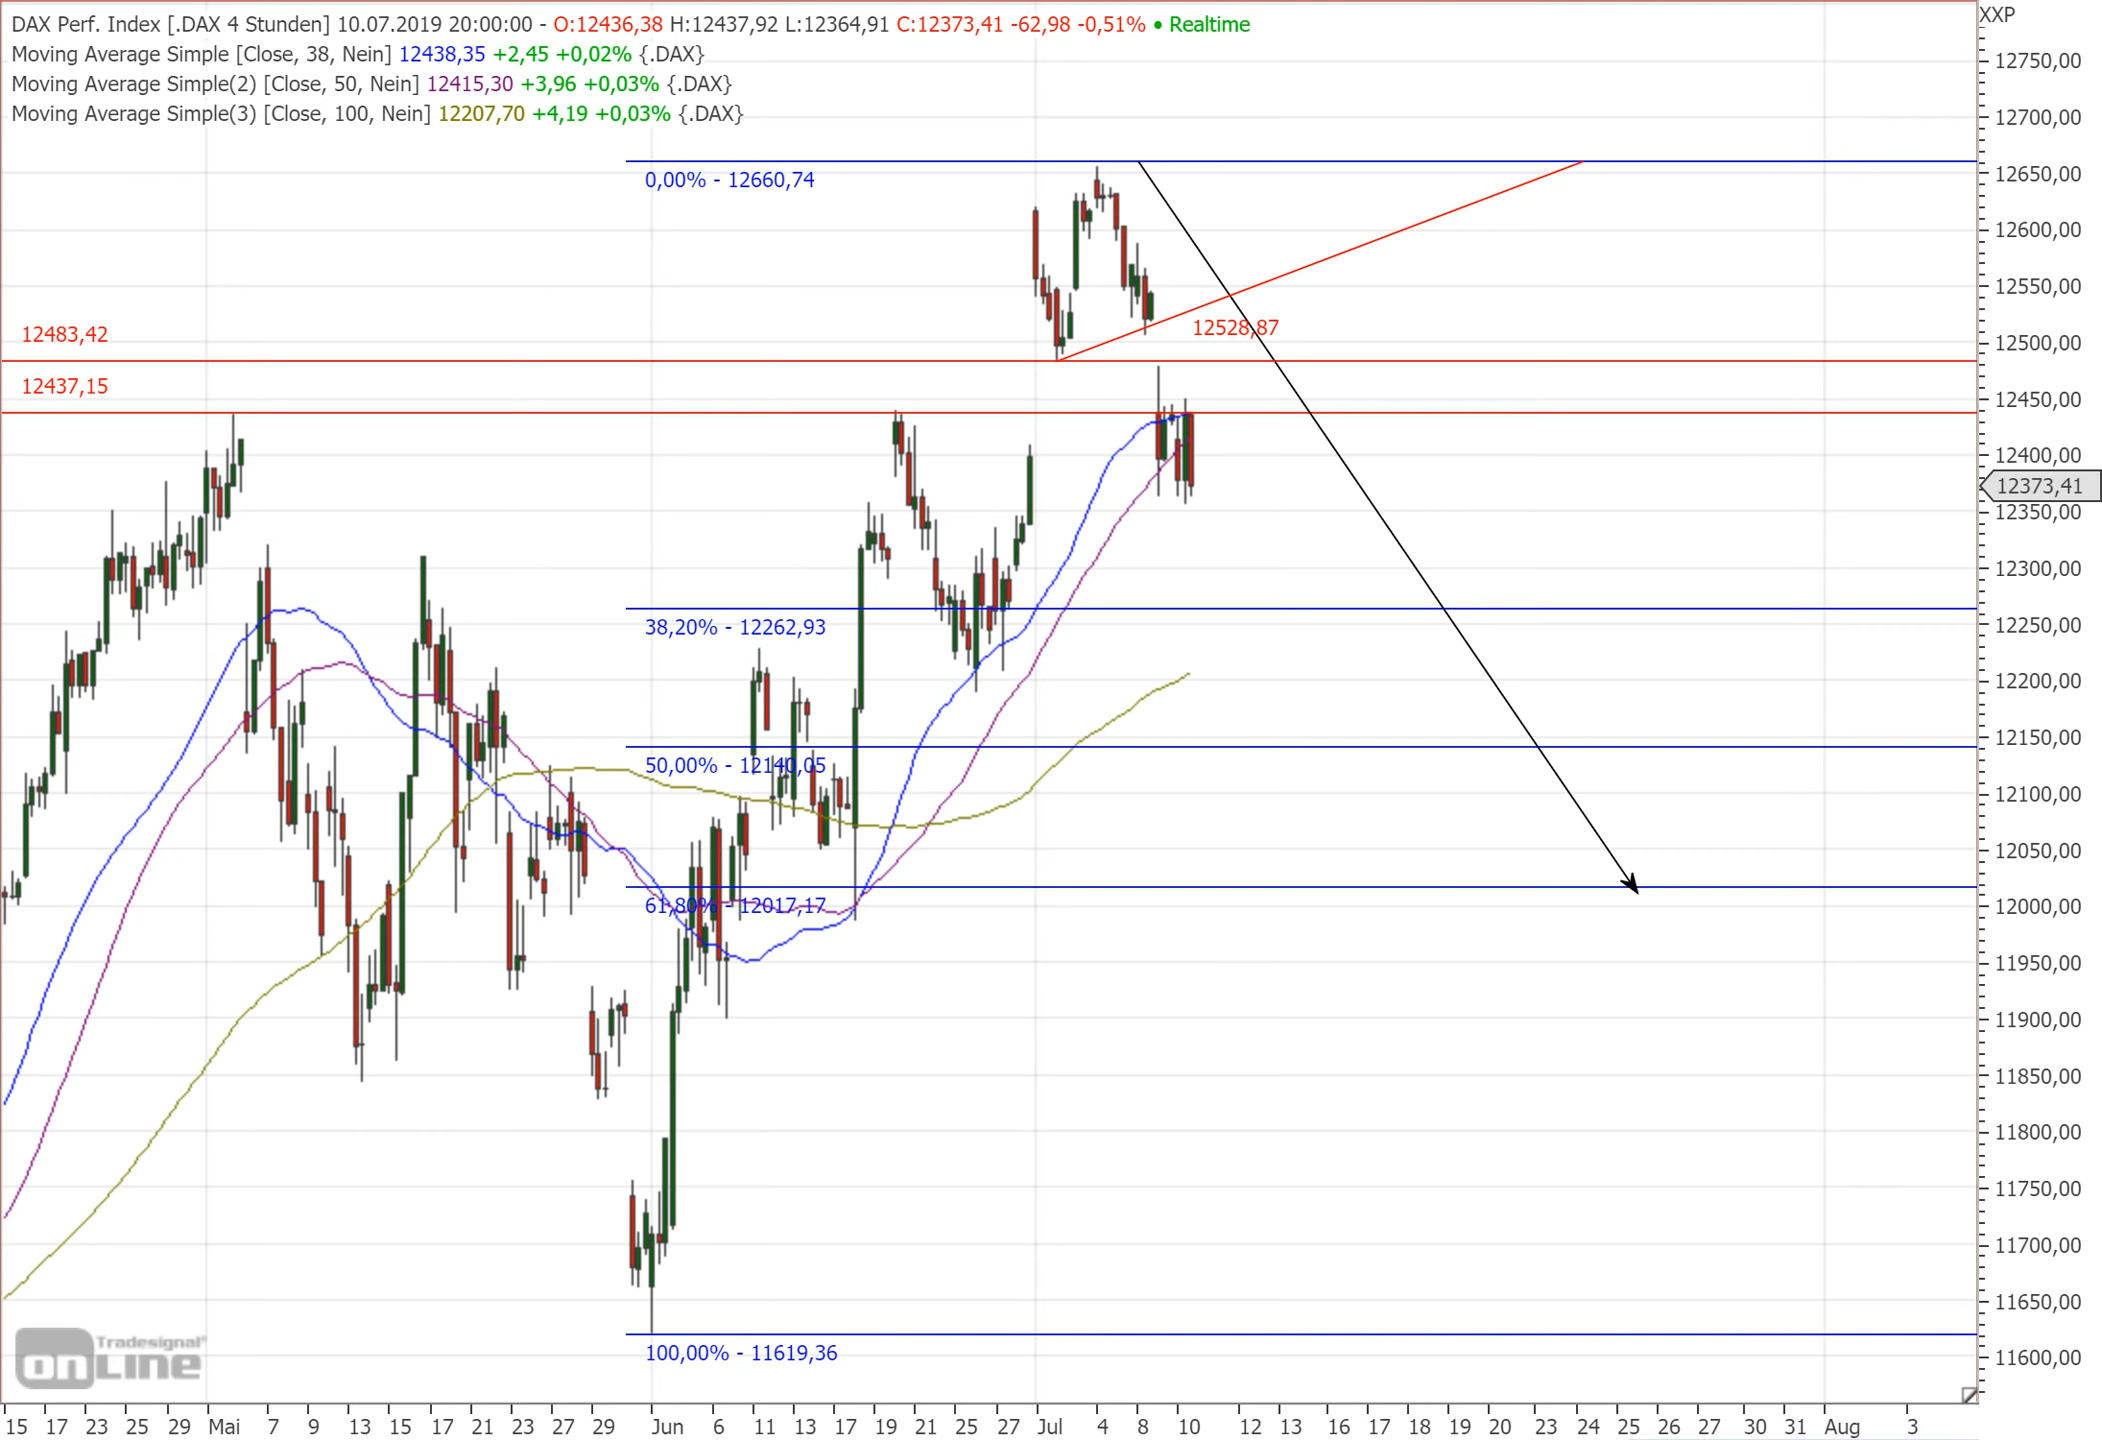 DAX Perf. Index [.DAX 4 Stunden] 10.07.2019 20:00:00 - O:12436,38 H:12437,92 L:12364,91 C:12373,41 -62,98 -0,51% • Realtime
Moving Average Simple [Close, 38, Nein] 12438,35 +2,45 +0,02% {.DAX}
Moving Average Simple(2) [Close, 50, Nein] 12415,30 +3,96 +0,03% {.DAX}
Moving Average Simple(3) [Close, 100, Nein] 12207,70 +4,19 +0,03% {.DAX}
XXP
12750,00
12700,00
12650,00
12600,00
12550,00
12500,00
12450,00
12400,00
12373,41
12350,00
12300,00
12250,00
12200,00
12150,00
12100,00
12050,00
12000,00
11950,00
11900,00
11850,00
11800,00
11750,00
11700,00
11650,00
11600,00
0,00% - 12660,74
12483,42
12528,87
12437,15
38,20% - 12262,93
50,00% - 12140,05
61,80% - 12017,17
100,00% - 11619,36
Tradesignal®
onLine
15 17 23 25 29 Mai 7 9 13 15 17 21 23 27 29 Jun 6 11 13 17 19 21 25 27 Jul 4 8 10 12 13 16 17 18 19 20 23 24 25 26 27 30 31 Aug 3